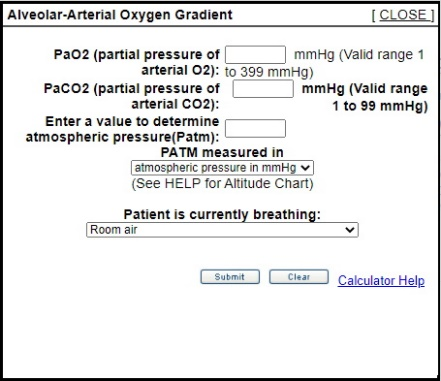 Alveolar-Arterial Oxygen Gradient [ CLOSE ]
PaO2 (partial pressure of mmHg (Valid range 1
arterial O2): to 399 mmHg)
PaCO2 (partial pressure of mmHg (Valid range
arterial CO2): 1 to 99 mmHg)
Enter a value to determine
atmospheric pressure(Patm):
PATM measured in
atmospheric pressure in mmHg
(See HELP for Altitude Chart)
Patient is currently breathing:
Room air
Submit Clear Calculator Help